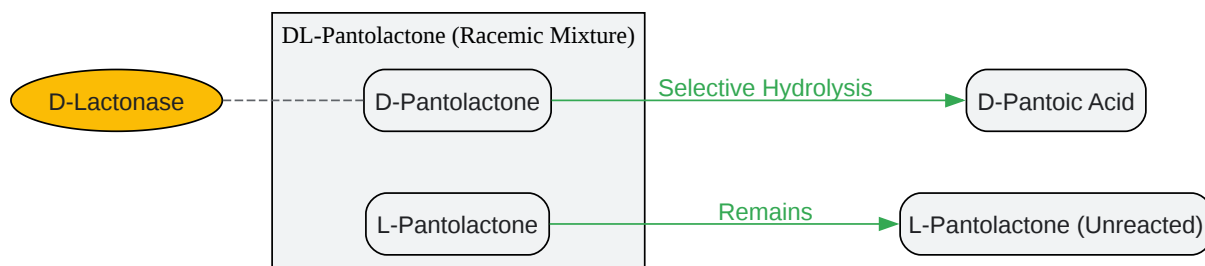 DL-Pantolactone (Racemic Mixture)
D-Lactonase
D-Pantolactone
Selective Hydrolysis
D-Pantoic Acid
L-Pantolactone
Remains
L-Pantolactone (Unreacted)